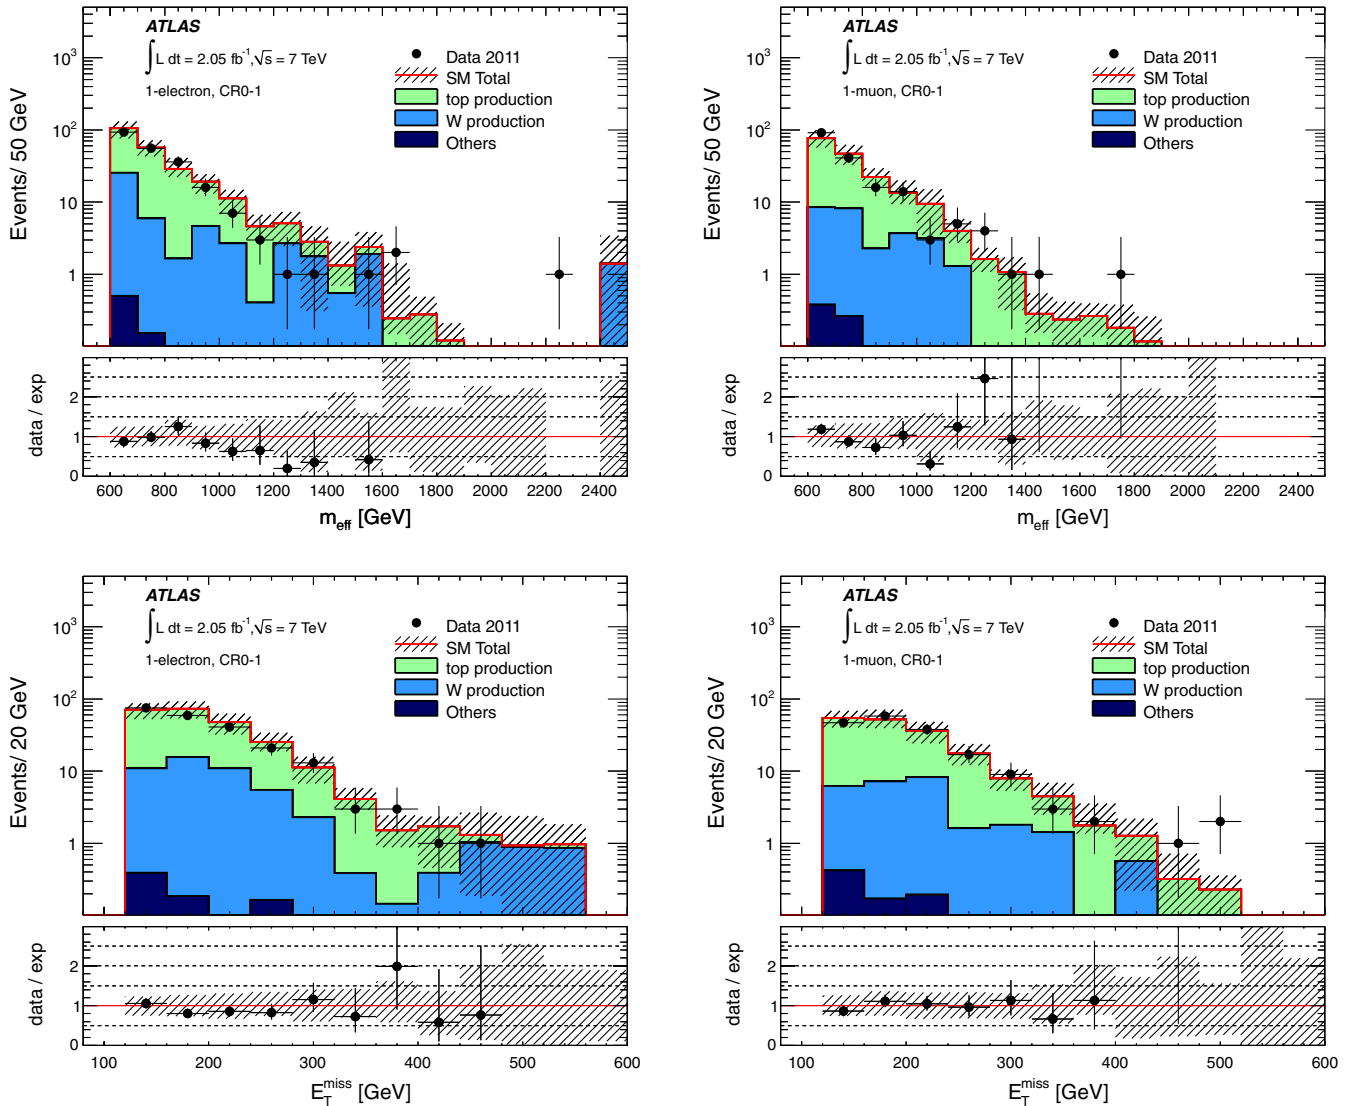 ATLAS
∫ L dt = 2.05 fb⁻¹,√s = 7 TeV
1-electron, CR0-1
Data 2011
SM Total
top production
W production
Others
Events/ 50 GeV
10³
10²
10
1
data / exp
2
1
0
600 800 1000 1200 1400 1600 1800 2000 2200 2400
m_eff [GeV]
ATLAS
∫ L dt = 2.05 fb⁻¹,√s = 7 TeV
1-muon, CR0-1
Data 2011
SM Total
top production
W production
Others
Events/ 50 GeV
10³
10²
10
1
data / exp
2
1
0
600 800 1000 1200 1400 1600 1800 2000 2200 2400
m_eff [GeV]
ATLAS
∫ L dt = 2.05 fb⁻¹,√s = 7 TeV
1-electron, CR0-1
Data 2011
SM Total
top production
W production
Others
Events/ 20 GeV
10³
10²
10
1
data / exp
2
1
0
100 200 300 400 500 600
E_T^miss [GeV]
ATLAS
∫ L dt = 2.05 fb⁻¹,√s = 7 TeV
1-muon, CR0-1
Data 2011
SM Total
top production
W production
Others
Events/ 20 GeV
10³
10²
10
1
data / exp
2
1
0
100 200 300 400 500 600
E_T^miss [GeV]